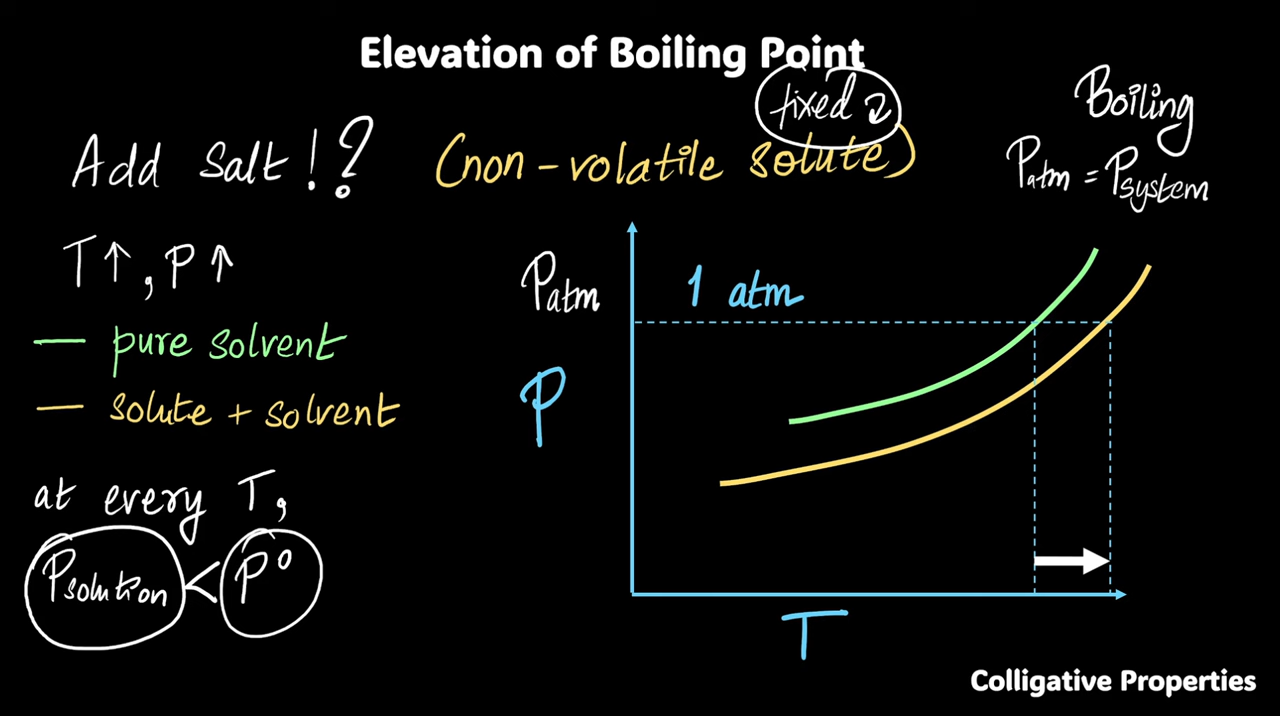 Elevation of Boiling Point
fixed
Boiling
Add salt!?
(non-volatile solute)
Patm = Psystem
T↑, P↑
Patm
1 atm
pure solvent
P
solute + solvent
at every T,
Psolution < P⁰
T
Colligative Properties